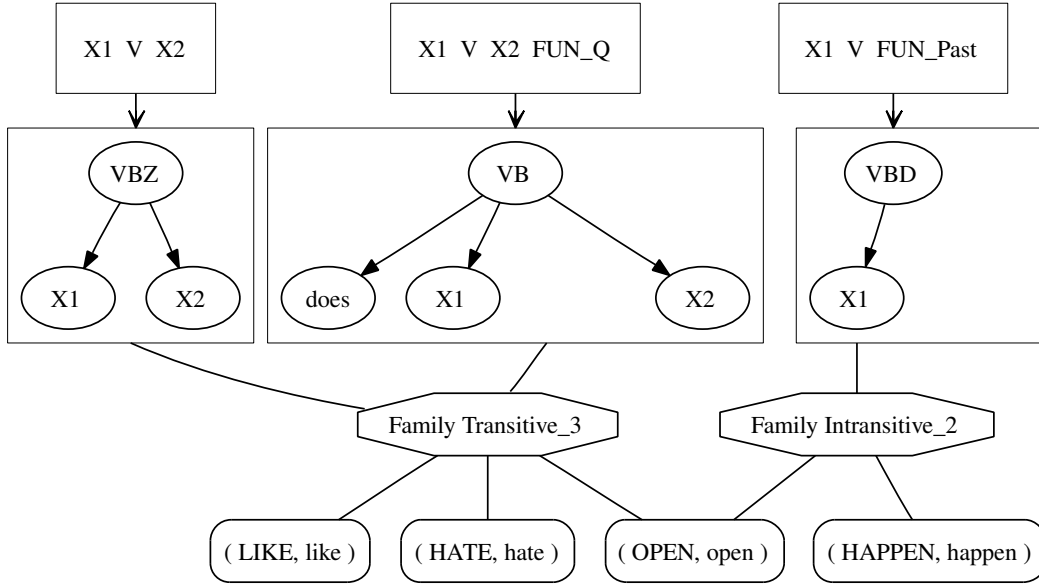 X1 V X2
X1 V X2 FUN_Q
X1 V FUN_Past
VBZ
VB
VBD
X1
X2
does
X1
X2
X1
Family Transitive_3
Family Intransitive_2
( LIKE, like )
( HATE, hate )
( OPEN, open )
( HAPPEN, happen )